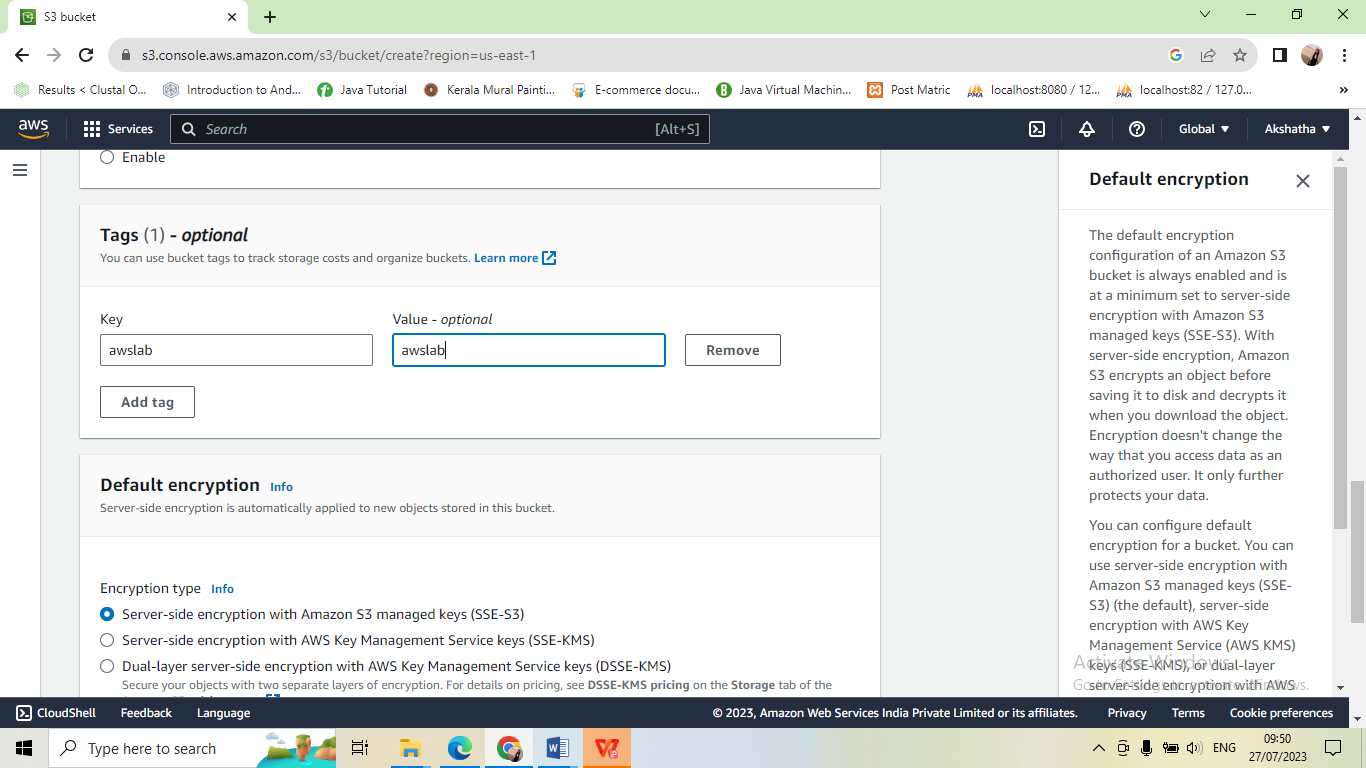 S3 bucket
s3.console.aws.amazon.com/s3/bucket/create?region=us-east-1
Results < Clustal O...
Introduction to And...
Java Tutorial
Kerala Mural Painti...
E-commerce docu...
Java Virtual Machin...
Post Matric
localhost:8080 / 12...
localhost:82 / 127.0...
»
aws
Services
Search
[Alt+S]
Global
Akshatha
Enable
Tags (1) - optional
You can use bucket tags to track storage costs and organize buckets. Learn more
Key
Value - optional
awslab
awslab
Remove
Add tag
Default encryption Info
Server-side encryption is automatically applied to new objects stored in this bucket.
Encryption type Info
Server-side encryption with Amazon S3 managed keys (SSE-S3)
Server-side encryption with AWS Key Management Service keys (SSE-KMS)
Dual-layer server-side encryption with AWS Key Management Service keys (DSSE-KMS)
Secure your objects with two separate layers of encryption. For details on pricing, see DSSE-KMS pricing on the Storage tab of the
Default encryption
The default encryption
configuration of an Amazon S3
bucket is always enabled and is
at a minimum set to server-side
encryption with Amazon S3
managed keys (SSE-S3). With
server-side encryption, Amazon
S3 encrypts an object before
saving it to disk and decrypts it
when you download the object.
Encryption doesn't change the
way that you access data as an
authorized user. It only further
protects your data.
You can configure default
encryption for a bucket. You can
use server-side encryption with
Amazon S3 managed keys (SSE-
S3) (the default), server-side
encryption with AWS Key
Management Service (AWS KMS)
keys (SSE-KMS), or dual-layer
server-side encryption with AWS
Activate Windows
Go to Settings to activate Windows.
CloudShell
Feedback
Language
© 2023, Amazon Web Services India Private Limited or its affiliates.
Privacy
Terms
Cookie preferences
Type here to search
ENG
09:50
27/07/2023